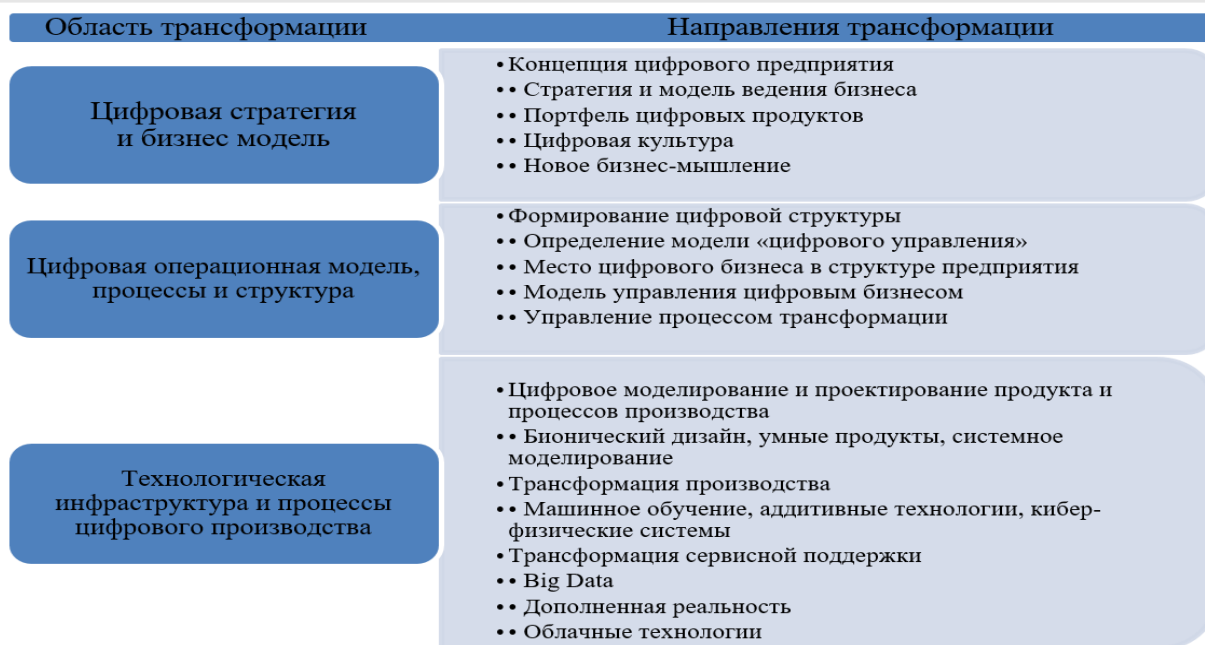 Область трансформации
Направления трансформации
Цифровая стратегия
и бизнес модель
• Концепция цифрового предприятия
• • Стратегия и модель ведения бизнеса
• • Портфель цифровых продуктов
• • Цифровая культура
• • Новое бизнес-мышление
Цифровая операционная модель,
процессы и структура
• Формирование цифровой структуры
• • Определение модели «цифрового управления»
• • Место цифрового бизнеса в структуре предприятия
• • Модель управления цифровым бизнесом
• • Управление процессом трансформации
Технологическая
инфраструктура и процессы
цифрового производства
• Цифровое моделирование и проектирование продукта и
процессов производства
• • Бионический дизайн, умные продукты, системное
моделирование
• Трансформация производства
• • Машинное обучение, аддитивные технологии, кибер-
физические системы
• Трансформация сервисной поддержки
• • Big Data
• • Дополненная реальность
• • Облачные технологии